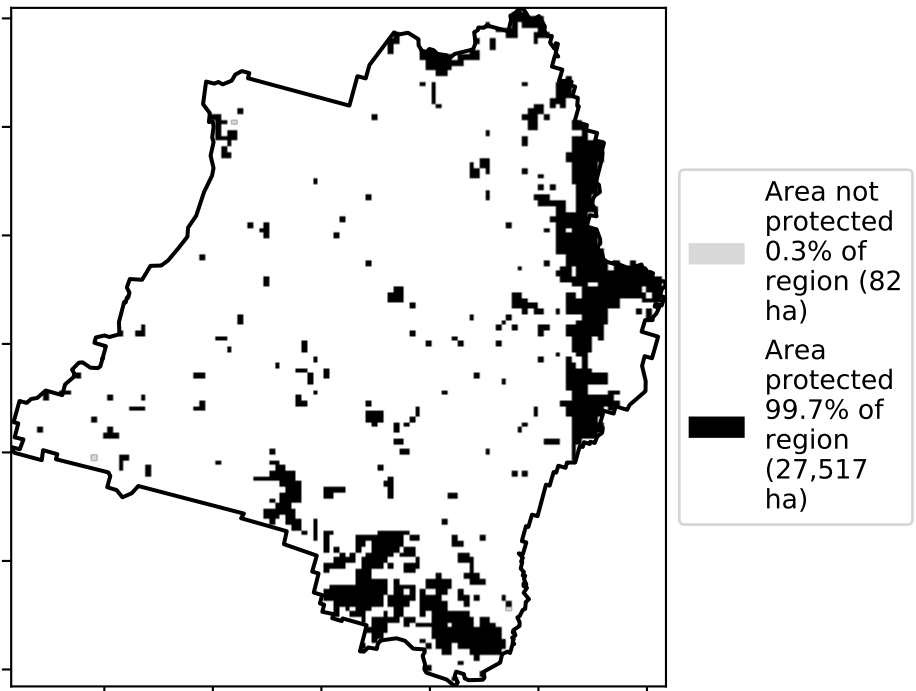 Area not
protected
0.3% of
region (82
ha)
Area
protected
99.7% of
region
(27,517
ha)